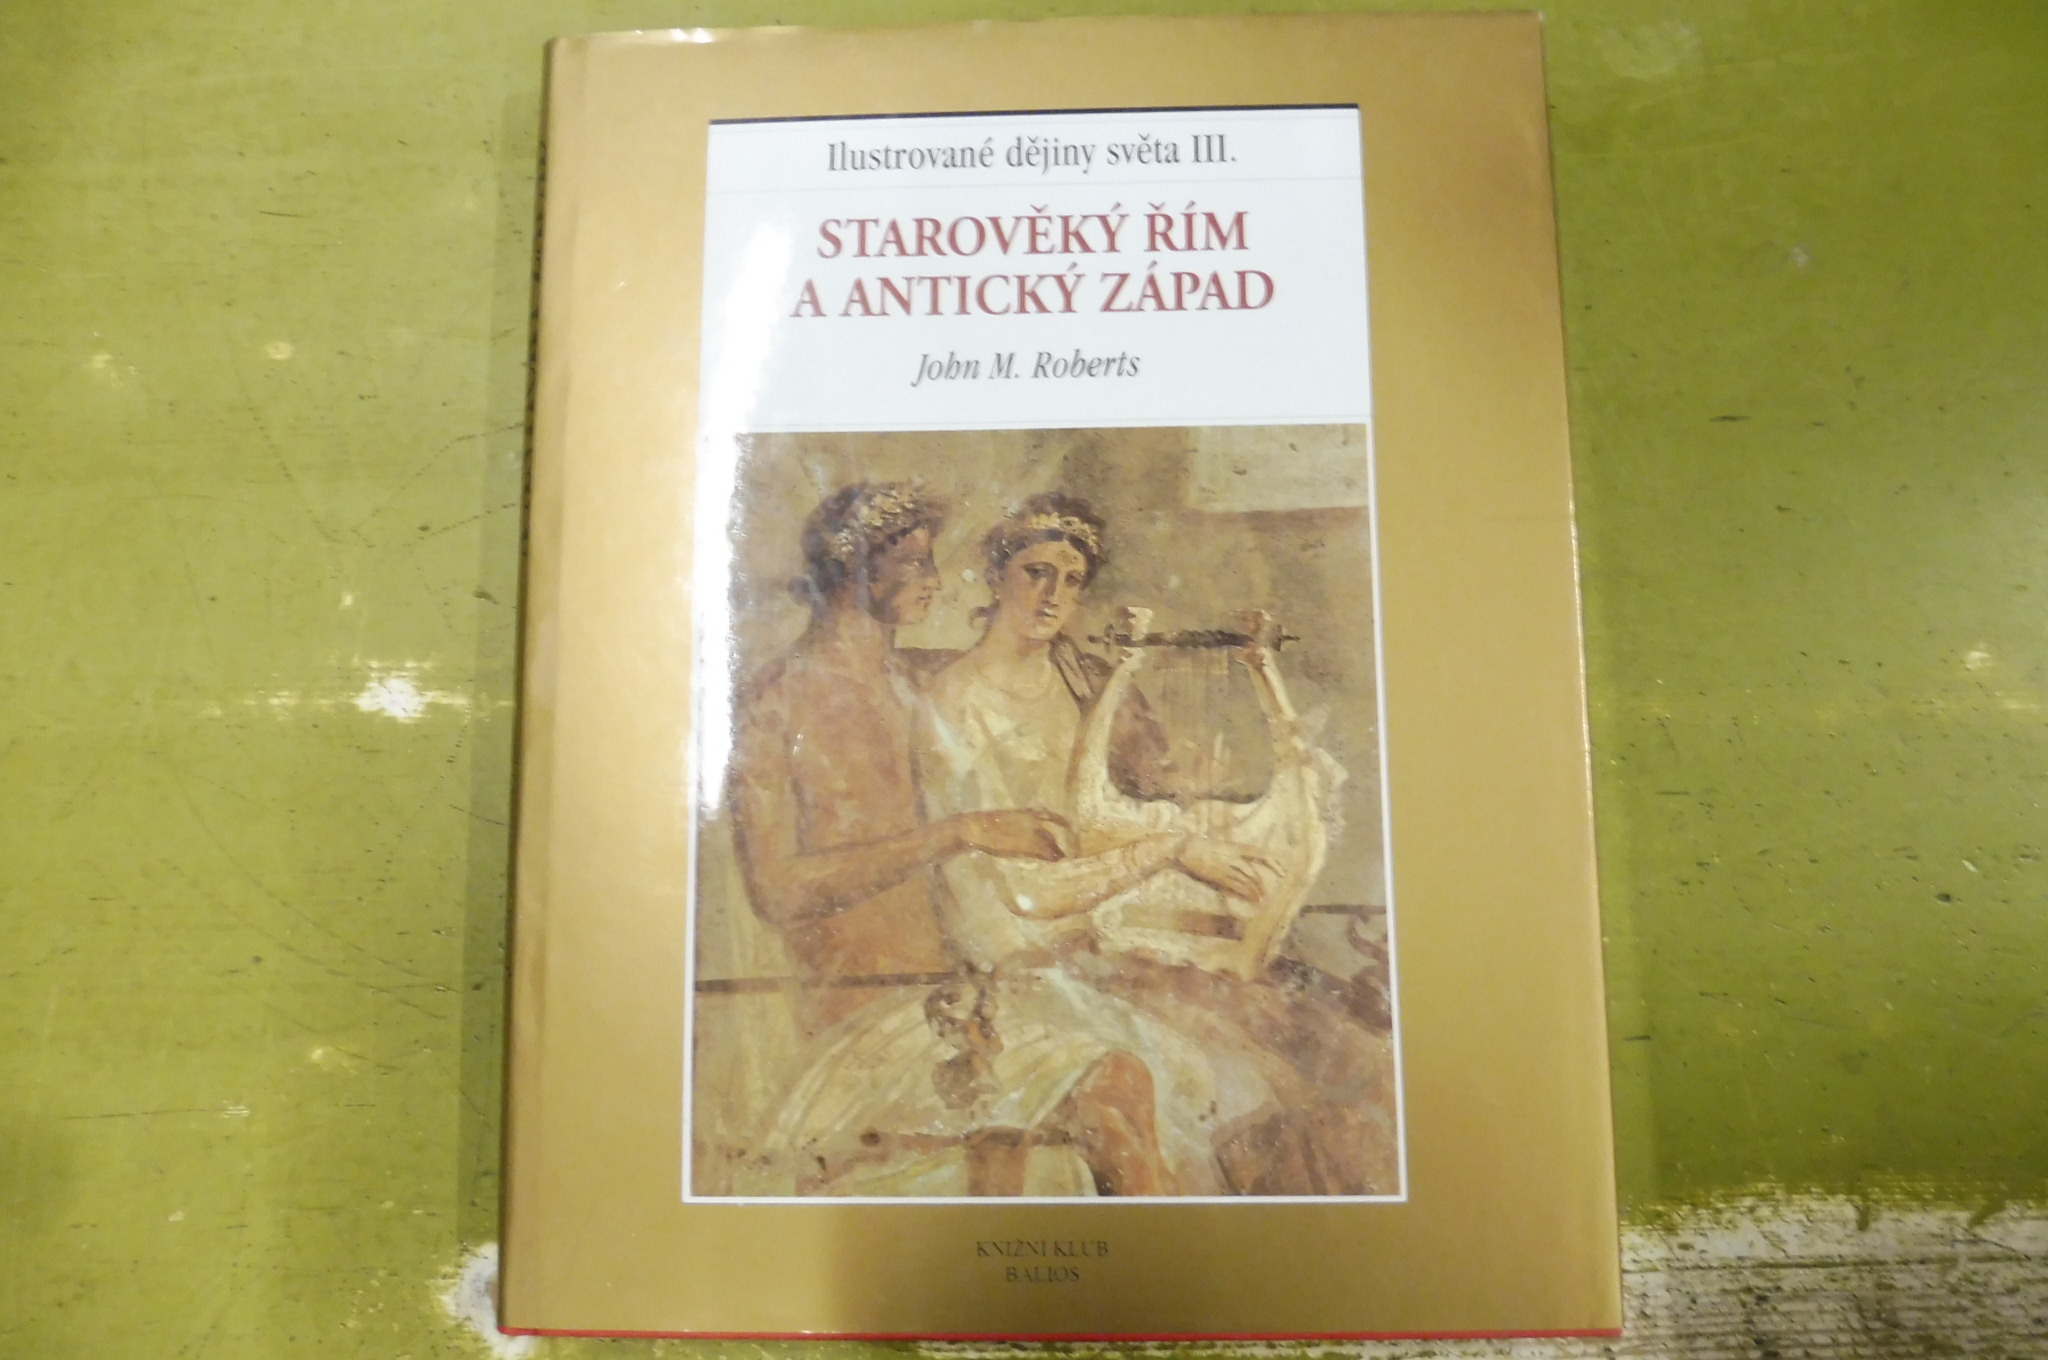 Ilustrované dějiny světa III.
STAROVĚKÝ ŘÍM
A ANTICKÝ ZÁPAD
John M. Roberts
KNIŽNÍ KLUB
BALIOS